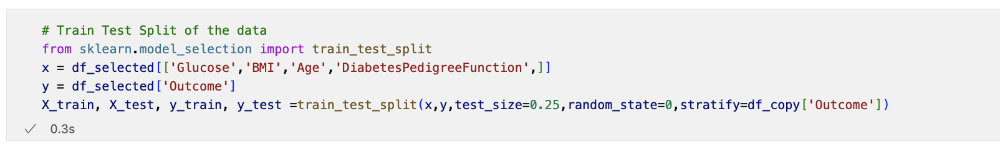 # Train Test Split of the data
from sklearn.model_selection import train_test_split
x = df_selected[['Glucose','BMI','Age','DiabetesPedigreeFunction',]]
y = df_selected['Outcome']
X_train, X_test, y_train, y_test =train_test_split(x,y,test_size=0.25,random_state=0,stratify=df_copy['Outcome'])
0.3s